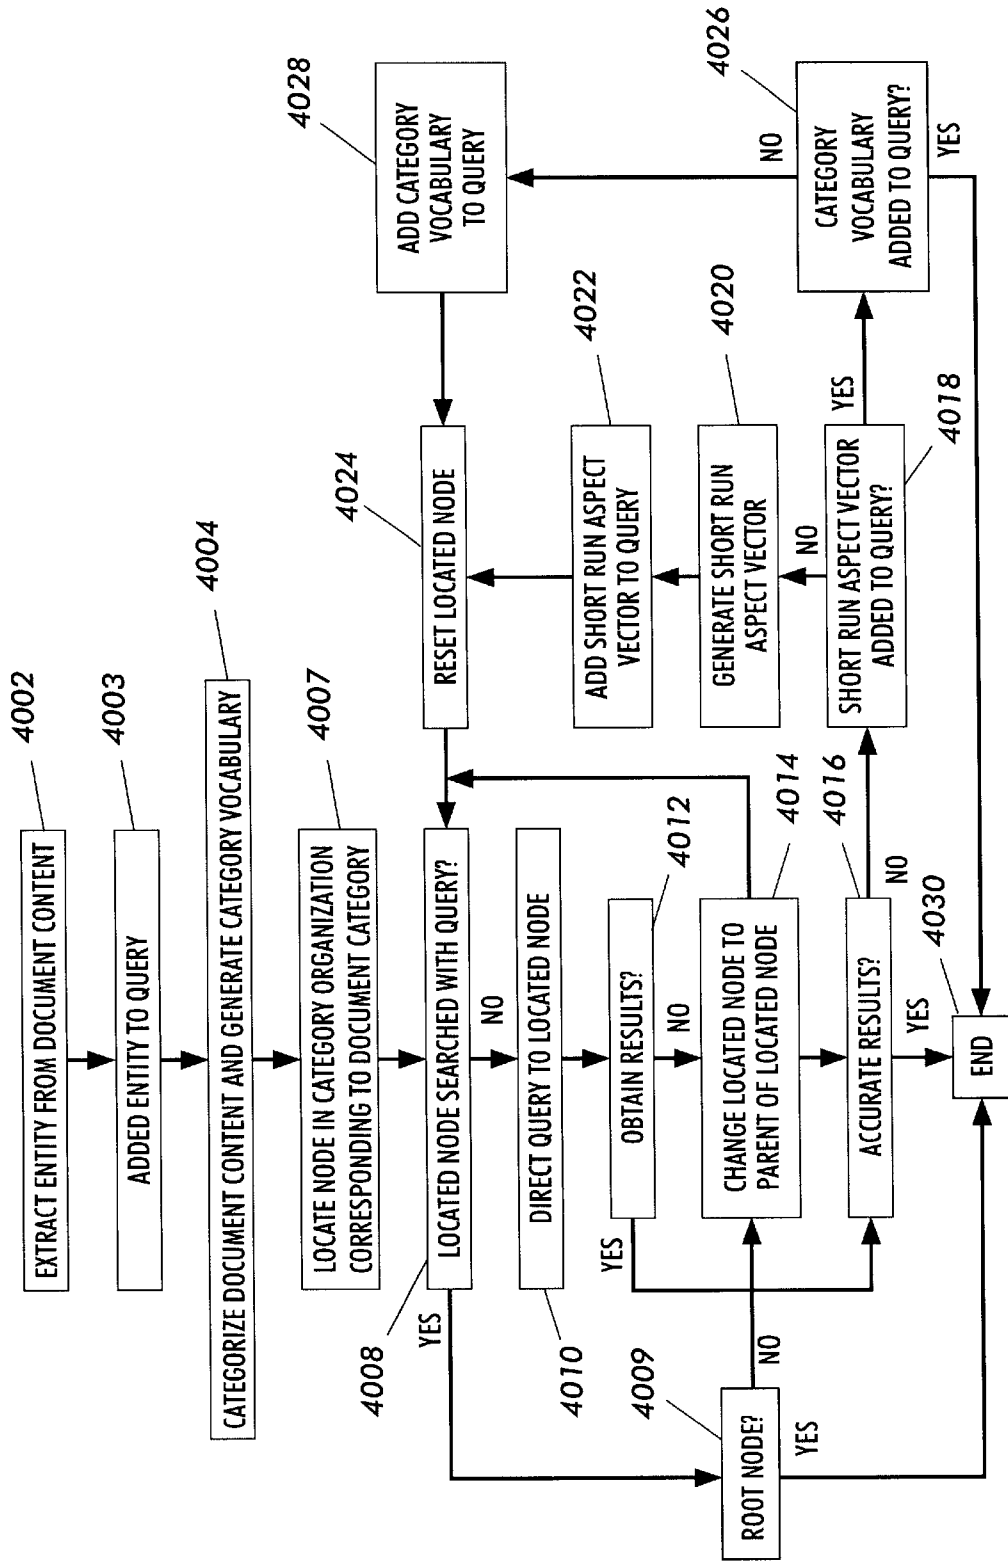 4002
EXTRACT ENTITY FROM DOCUMENT CONTENT
4003
ADDED ENTITY TO QUERY
4004
CATEGORIZE DOCUMENT CONTENT AND GENERATE CATEGORY VOCABULARY
4007
LOCATE NODE IN CATEGORY ORGANIZATION
CORRESPONDING TO DOCUMENT CATEGORY
4008
LOCATED NODE SEARCHED WITH QUERY?
YES
NO
4010
DIRECT QUERY TO LOCATED NODE
4012
OBTAIN RESULTS?
YES
NO
4009
ROOT NODE?
NO
YES
4014
CHANGE LOCATED NODE TO
PARENT OF LOCATED NODE
4016
ACCURATE RESULTS?
NO
YES
4030
END
4018
SHORT RUN ASPECT VECTOR
ADDED TO QUERY?
NO
YES
4020
GENERATE SHORT RUN
ASPECT VECTOR
4022
ADD SHORT RUN ASPECT
VECTOR TO QUERY
4024
RESET LOCATED NODE
4026
CATEGORY
VOCABULARY
ADDED TO QUERY?
NO
YES
4028
ADD CATEGORY
VOCABULARY
TO QUERY